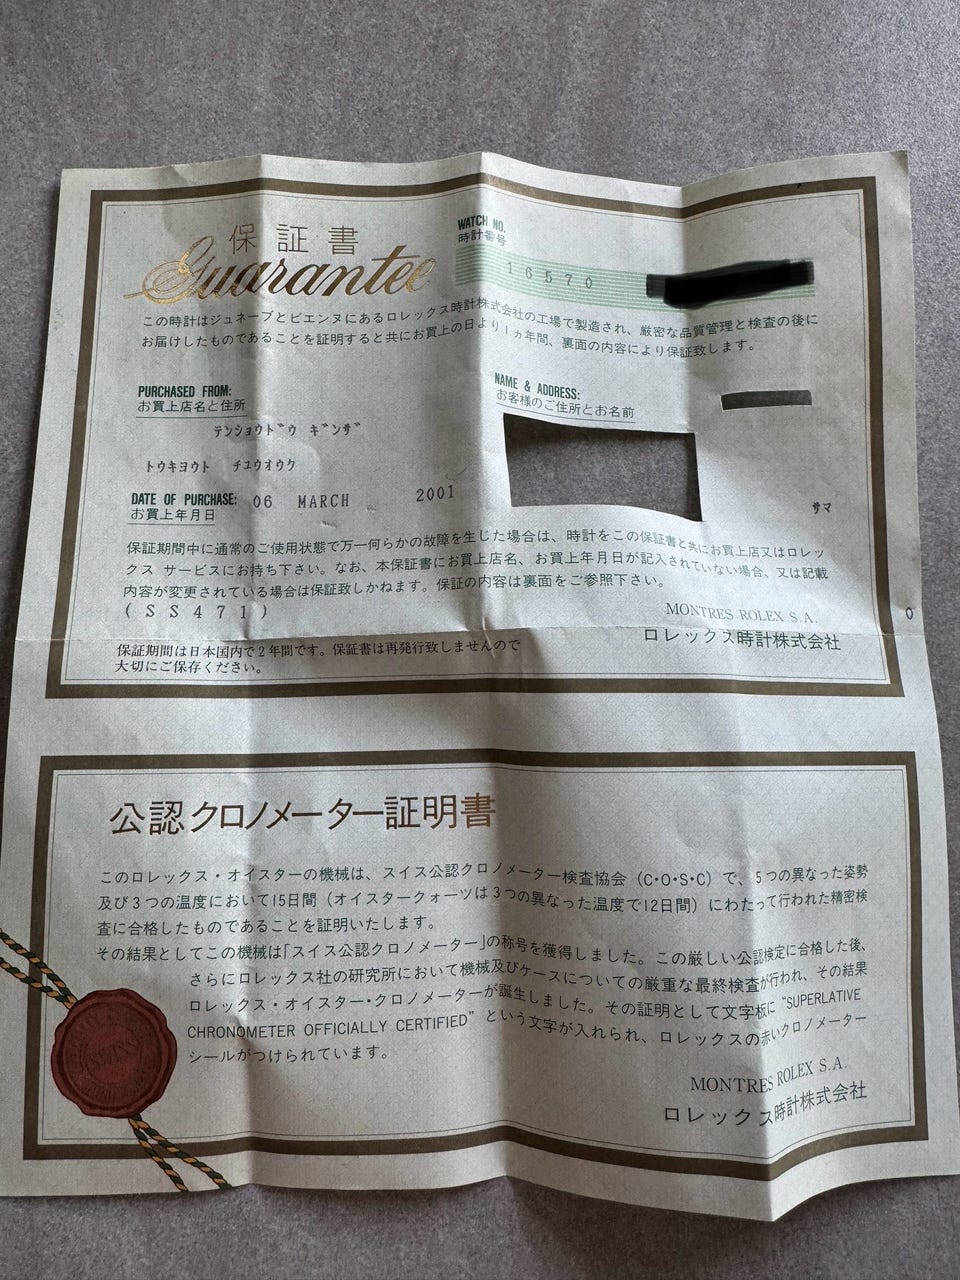 保証書
Guarantee
WATCH NO.
時計番号
16570
この時計はジュネーブとビエンヌにあるロレックス時計株式会社の工場で製造され、厳密な品質管理と検査の後に
お届けしたものであることを証明すると共にお買上の日より1ヵ年間、裏面の内容により保証致します。
PURCHASED FROM:
お買上店名と住所
テンショウドウ ギンザ
トウキヨウト チユウオウク
NAME & ADDRESS:
お客様のご住所とお名前
サマ
DATE OF PURCHASE: 06 MARCH 2001
お買上年月日
保証期間中に通常のご使用状態で万一何らかの故障を生じた場合は、時計をこの保証書と共にお買上店又はロレッ
クス サービスにお持ち下さい。なお、本保証書にお買上店名、お買上年月日が記入されていない場合、又は記載
内容が変更されている場合は保証致しかねます。保証の内容は裏面をご参照下さい。
(SS471)
MONTRES ROLEX S.A.
ロレックス時計株式会社
0
保証期間は日本国内で2年間です。保証書は再発行致しませんので
大切にご保存ください。
公認クロノメーター証明書
このロレックス・オイスターの機械は、スイス公認クロノメーター検査協会（C・O・S・C）で、5つの異なった姿勢
及び3つの温度において15日間（オイスタークォーツは3つの異なった温度で12日間）にわたって行われた精密検
査に合格したものであることを証明いたします。
その結果としてこの機械は「スイス公認クロノメーター」の称号を獲得しました。この厳しい公認検定に合格した後、
さらにロレックス社の研究所において機械及びケースについての厳重な最終検査が行われ、その結果
ロレックス・オイスター・クロノメーターが誕生しました。その証明として文字板に “SUPERLATIVE
CHRONOMETER OFFICIALLY CERTIFIED” という文字が入れられ、ロレックスの赤いクロノメーター
シールがつけられています。
MONTRES ROLEX S.A.
ロレックス時計株式会社